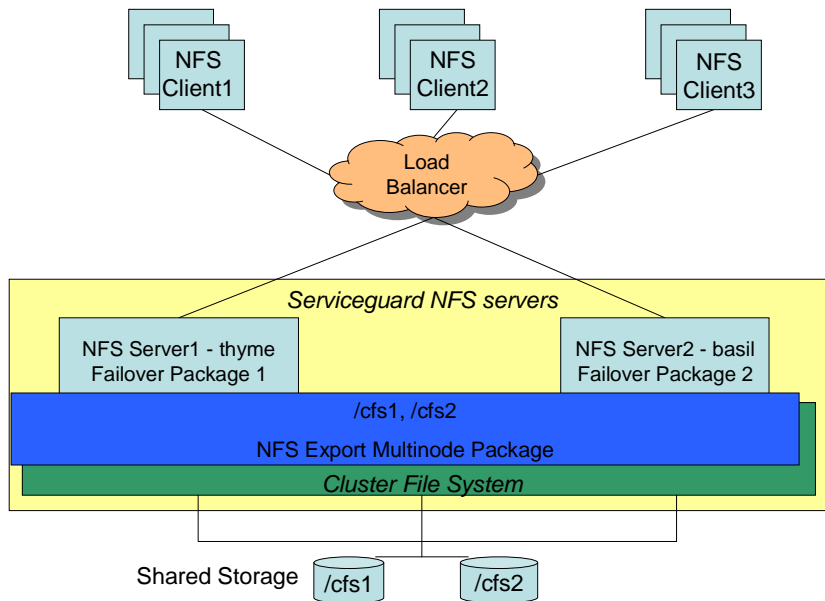 NFS
Client1
NFS
Client2
NFS
Client3
Load
Balancer
Serviceguard NFS servers
NFS Server1 - thyme
Failover Package 1
NFS Server2 - basil
Failover Package 2
/cfs1, /cfs2
NFS Export Multinode Package
Cluster File System
Shared Storage
/cfs1
/cfs2